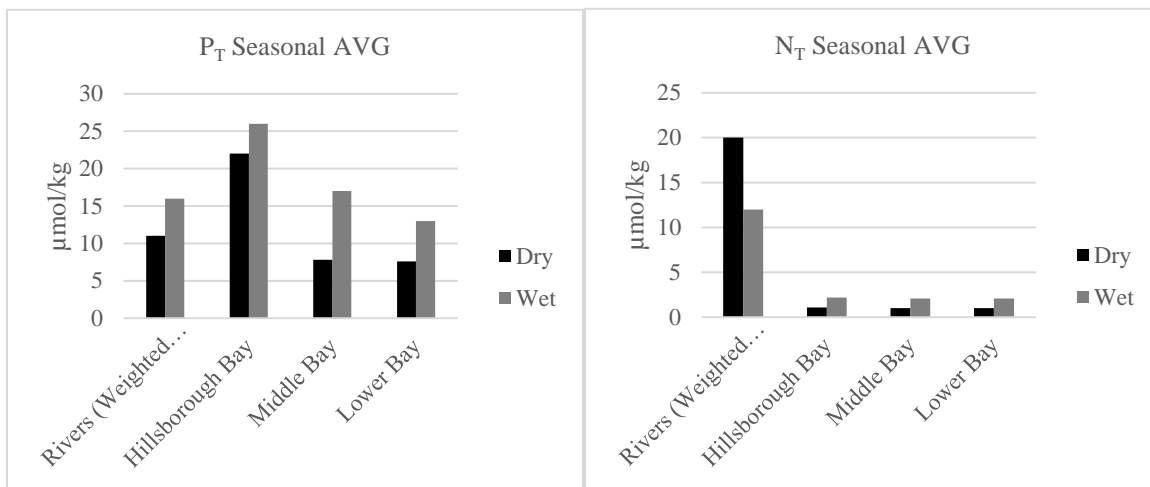 P_T Seasonal AVG
30
25
20
15
10
5
0
µmol/kg
Dry
Wet
Rivers (Weighted…
Hillsborough Bay
Middle Bay
Lower Bay
N_T Seasonal AVG
25
20
15
10
5
0
µmol/kg
Dry
Wet
Rivers (Weighted…
Hillsborough Bay
Middle Bay
Lower Bay